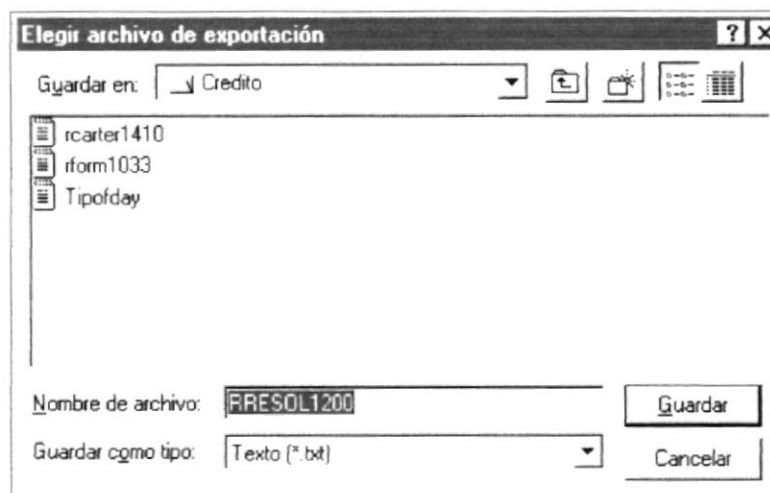 Elegir archivo de exportación
Guardar en: Credito
rcarter1410
rform1033
Tipofday
Nombre de archivo: RRESOL1200 Guardar
Guardar como tipo: Texto (*.txt) Cancelar